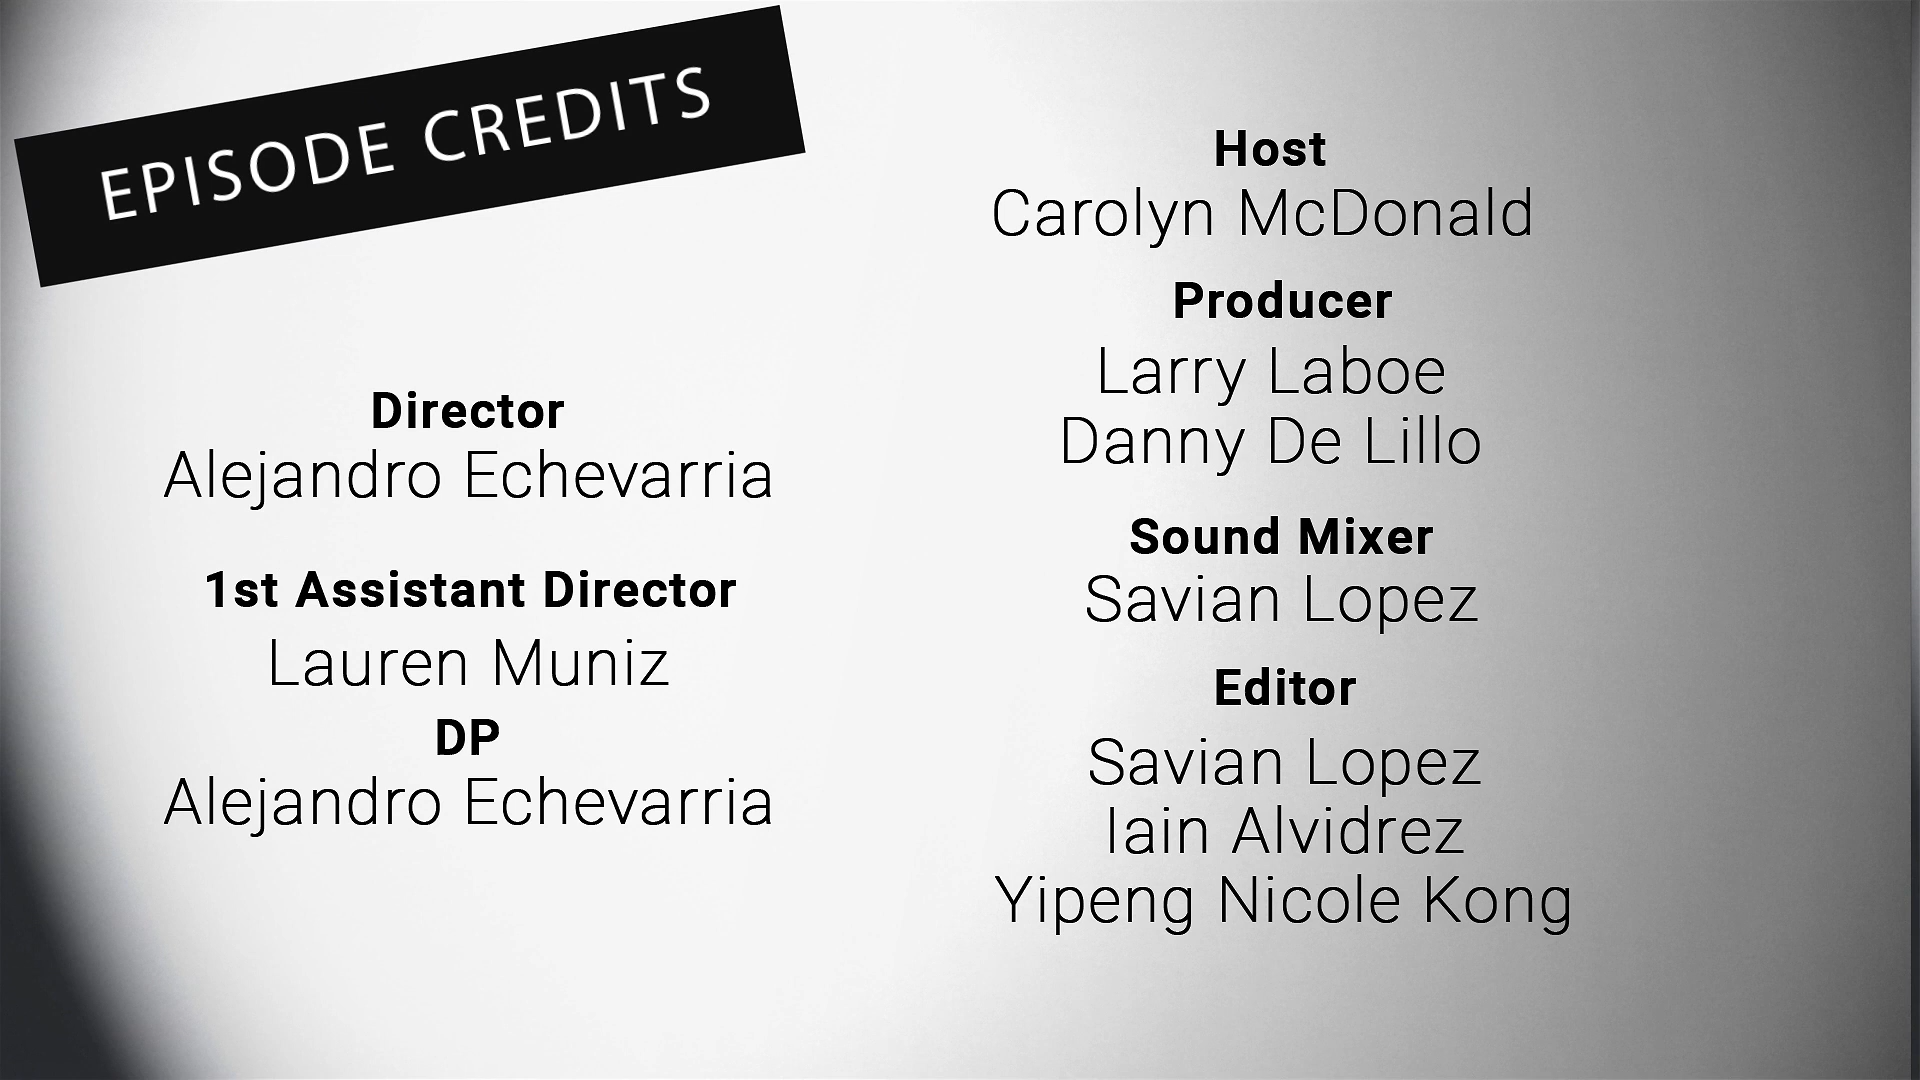 EPISODE CREDITS
Director
Alejandro Echevarria
1st Assistant Director
Lauren Muniz
DP
Alejandro Echevarria
Host
Carolyn McDonald
Producer
Larry Laboe
Danny De Lillo
Sound Mixer
Savian Lopez
Editor
Savian Lopez
Iain Alvidrez
Yipeng Nicole Kong